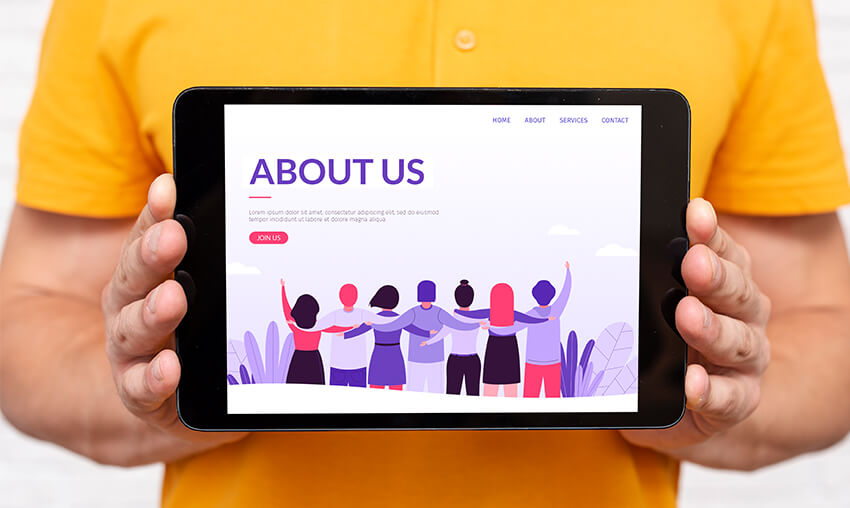 HOME ABOUT SERVICES CONTACT
ABOUT US
Lorem ipsum dolor sit amet, consectetur adipiscing elit, sed do eiusmod
tempor incididunt ut labore et dolore magna aliqua
JOIN US